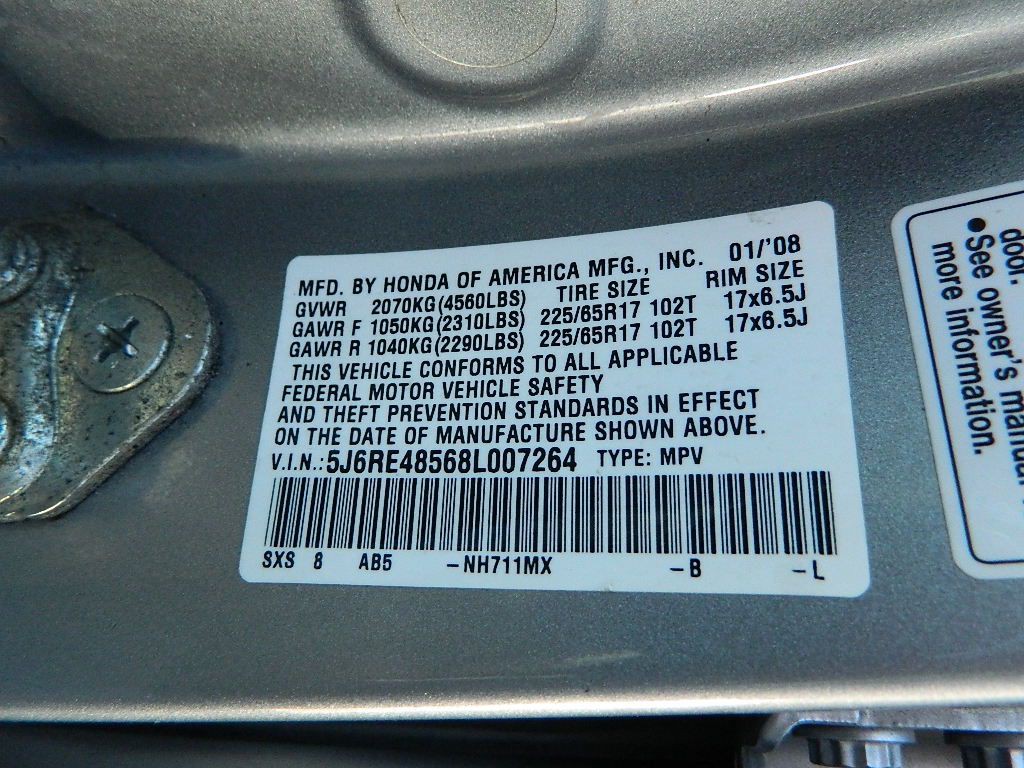 MFD. BY HONDA OF AMERICA MFG., INC. 01/'08
GVWR 2070KG(4560LBS) TIRE SIZE RIM SIZE
GAWR F 1050KG(2310LBS) 225/65R17 102T 17x6.5J
GAWR R 1040KG(2290LBS) 225/65R17 102T 17x6.5J
THIS VEHICLE CONFORMS TO ALL APPLICABLE
FEDERAL MOTOR VEHICLE SAFETY
AND THEFT PREVENTION STANDARDS IN EFFECT
ON THE DATE OF MANUFACTURE SHOWN ABOVE.
V.I.N.:5J6RE48568L007264 TYPE: MPV
SXS 8 AB5 -NH711MX -B -L
door.
●See owner's manual
more information.